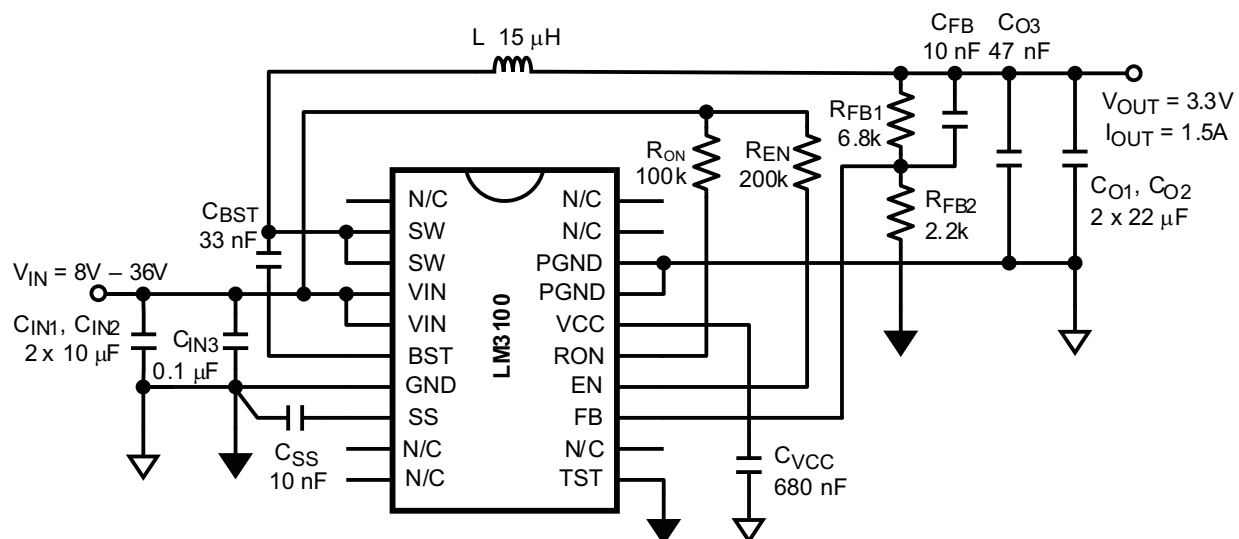 L 15 μH
CFB
10 nF
CO3
47 nF
VOUT = 3.3V
IOUT = 1.5A
RFB1
6.8k
RON
100k
REN
200k
CO1, CO2
2 x 22 μF
RFB2
2.2k
CBST
33 nF
VIN = 8V – 36V
CIN1, CIN2
2 x 10 μF
CIN3
0.1 μF
CSS
10 nF
N/C
SW
SW
VIN
VIN
BST
GND
SS
N/C
N/C
LM3100
N/C
N/C
PGND
PGND
VCC
RON
EN
FB
N/C
TST
CVCC
680 nF